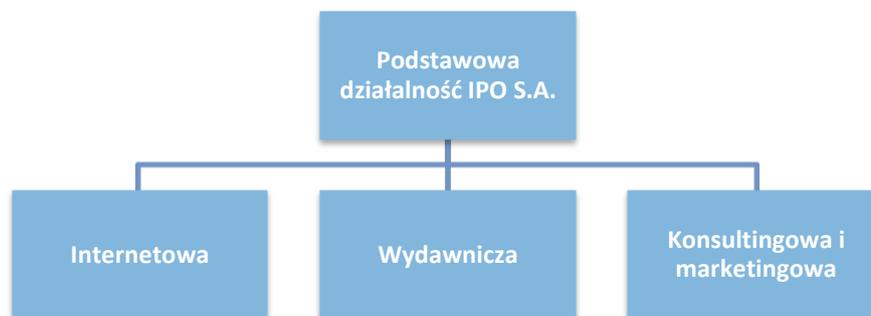 Podstawowa
działalność IPO S.A.
Internetowa
Wydawnicza
Konsultingowa i
marketingowa